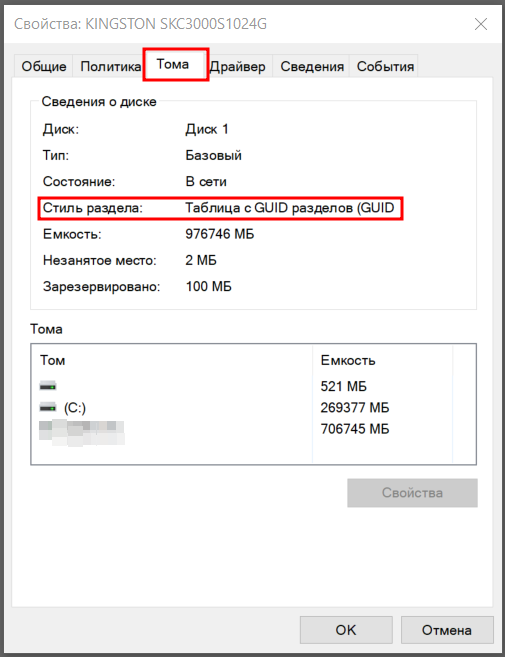 Свойства: KINGSTON SKC3000S1024G
Общие Политика Тома Драйвер Сведения События
Сведения о диске
Диск: Диск 1
Тип: Базовый
Состояние: В сети
Стиль раздела: Таблица с GUID разделов (GUID
Емкость: 976746 МБ
Незанятое место: 2 МБ
Зарезервировано: 100 МБ
Тома
Том Емкость
521 МБ
(C:) 269377 МБ
706745 МБ
Свойства
OK Отмена